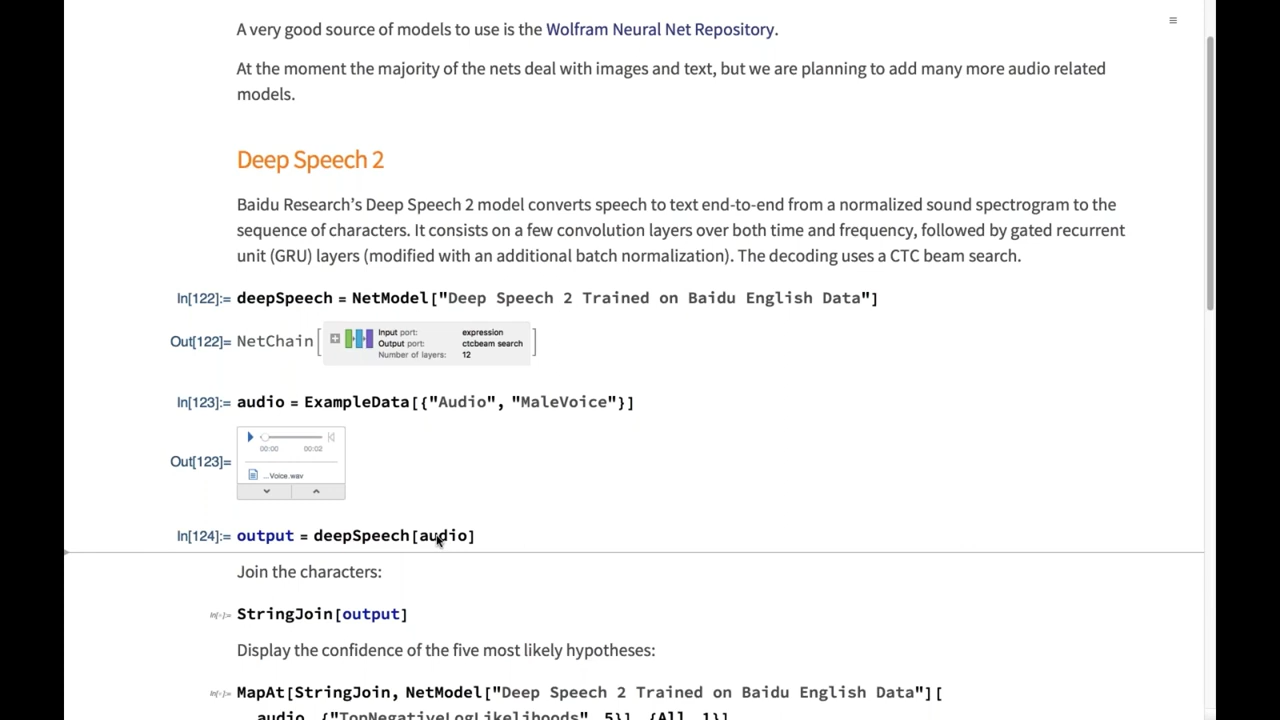 A very good source of models to use is the Wolfram Neural Net Repository.
At the moment the majority of the nets deal with images and text, but we are planning to add many more audio related
models.
Deep Speech 2
Baidu Research's Deep Speech 2 model converts speech to text end-to-end from a normalized sound spectrogram to the
sequence of characters. It consists on a few convolution layers over both time and frequency, followed by gated recurrent
unit (GRU) layers (modified with an additional batch normalization). The decoding uses a CTC beam search.
In[122]:= deepSpeech = NetModel["Deep Speech 2 Trained on Baidu English Data"]
Out[122]= NetChain[
Input port: expression
Output port: ctcbeam search
Number of layers: 12
]
In[123]:= audio = ExampleData[{"Audio", "MaleVoice"}]
Out[123]=
00:00 00:02
...Voice.wav
In[124]:= output = deepSpeech[audio]
Join the characters:
In[•]:= StringJoin[output]
Display the confidence of the five most likely hypotheses:
In[•]:= MapAt[StringJoin, NetModel["Deep Speech 2 Trained on Baidu English Data"][
audio, {"TopNegativeLogLikelihoods", 5}], {All, 1}]